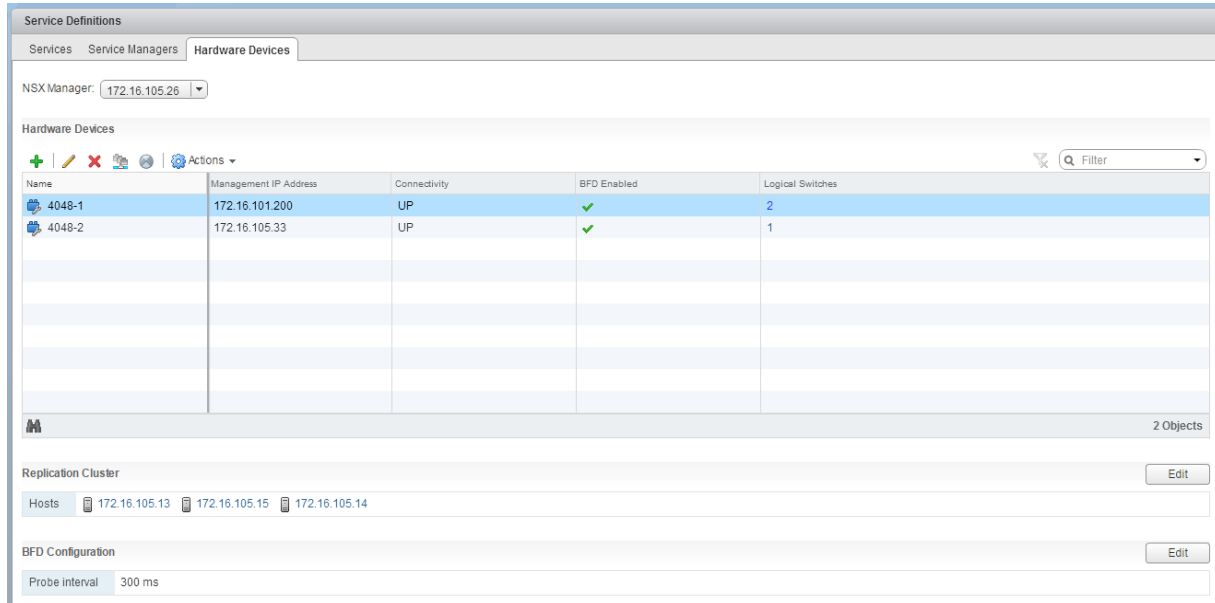 Service Definitions
Services Service Managers Hardware Devices
NSX Manager: 172.16.105.26
Hardware Devices
Actions Filter
Name Management IP Address Connectivity BFD Enabled Logical Switches
4048-1 172.16.101.200 UP 2
4048-2 172.16.105.33 UP 1
2 Objects
Replication Cluster Edit
Hosts 172.16.105.13 172.16.105.15 172.16.105.14
BFD Configuration Edit
Probe interval 300 ms